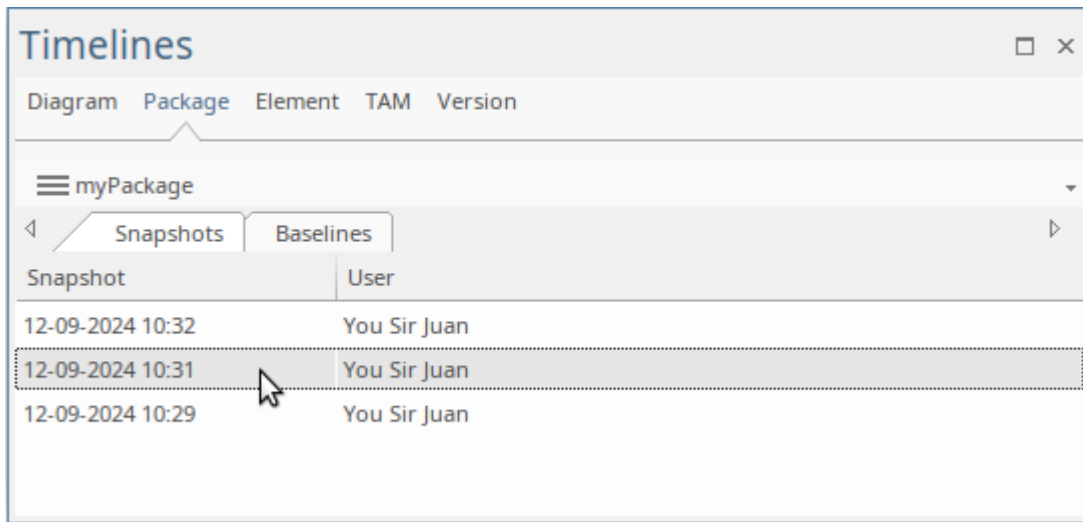 Timelines
Diagram Package Element TAM Version
myPackage
Snapshots Baselines
Snapshot User
12-09-2024 10:32 You Sir Juan
12-09-2024 10:31 You Sir Juan
12-09-2024 10:29 You Sir Juan